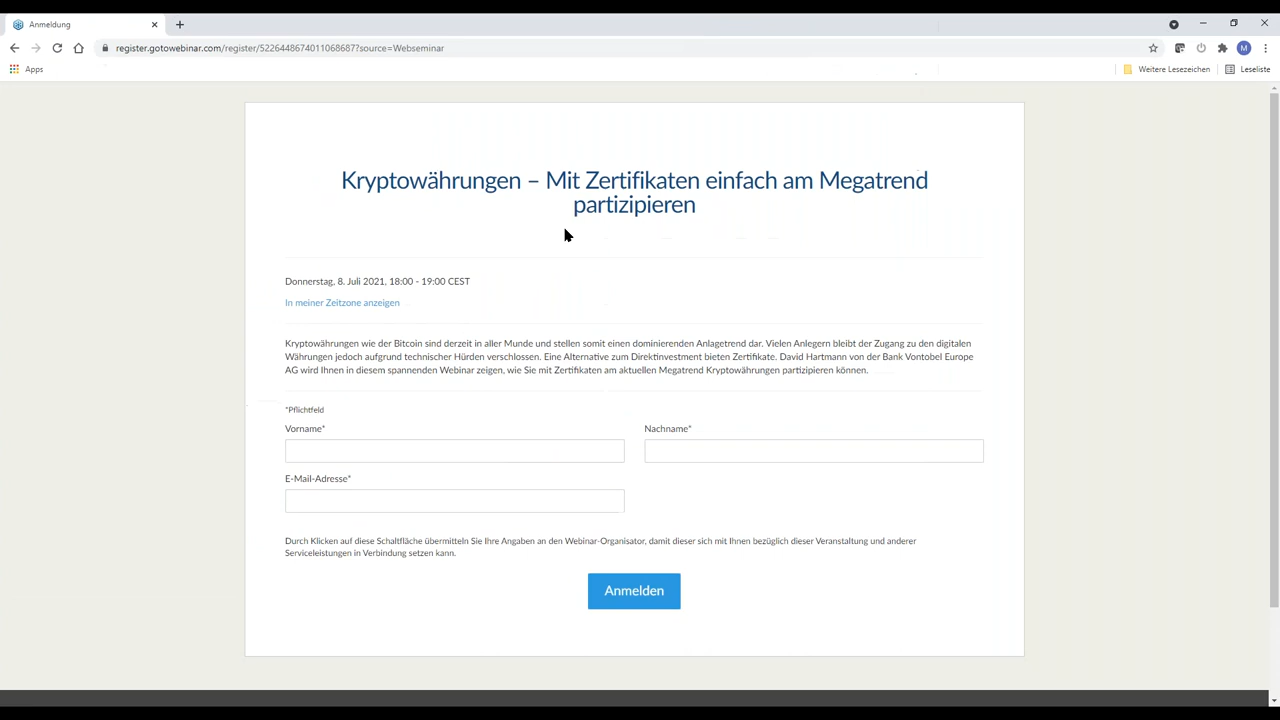 Anmeldung
register.gotowebinar.com/register/5226448674011068687?source=Webseminar
M
Apps
Weitere Lesezeichen
Leseliste
Kryptowährungen – Mit Zertifikaten einfach am Megatrend
partizipieren
Donnerstag, 8. Juli 2021, 18:00 - 19:00 CEST
In meiner Zeitzone anzeigen
Kryptowährungen wie der Bitcoin sind derzeit in aller Munde und stellen somit einen dominierenden Anlagetrend dar. Vielen Anlegern bleibt der Zugang zu den digitalen
Währungen jedoch aufgrund technischer Hürden verschlossen. Eine Alternative zum Direktinvestment bieten Zertifikate. David Hartmann von der Bank Vontobel Europe
AG wird Ihnen in diesem spannenden Webinar zeigen, wie Sie mit Zertifikaten am aktuellen Megatrend Kryptowährungen partizipieren können.
*Pflichtfeld
Vorname*
Nachname*
E-Mail-Adresse*
Durch Klicken auf diese Schaltfläche übermitteln Sie Ihre Angaben an den Webinar-Organisator, damit dieser sich mit Ihnen bezüglich dieser Veranstaltung und anderer
Serviceleistungen in Verbindung setzen kann.
Anmelden